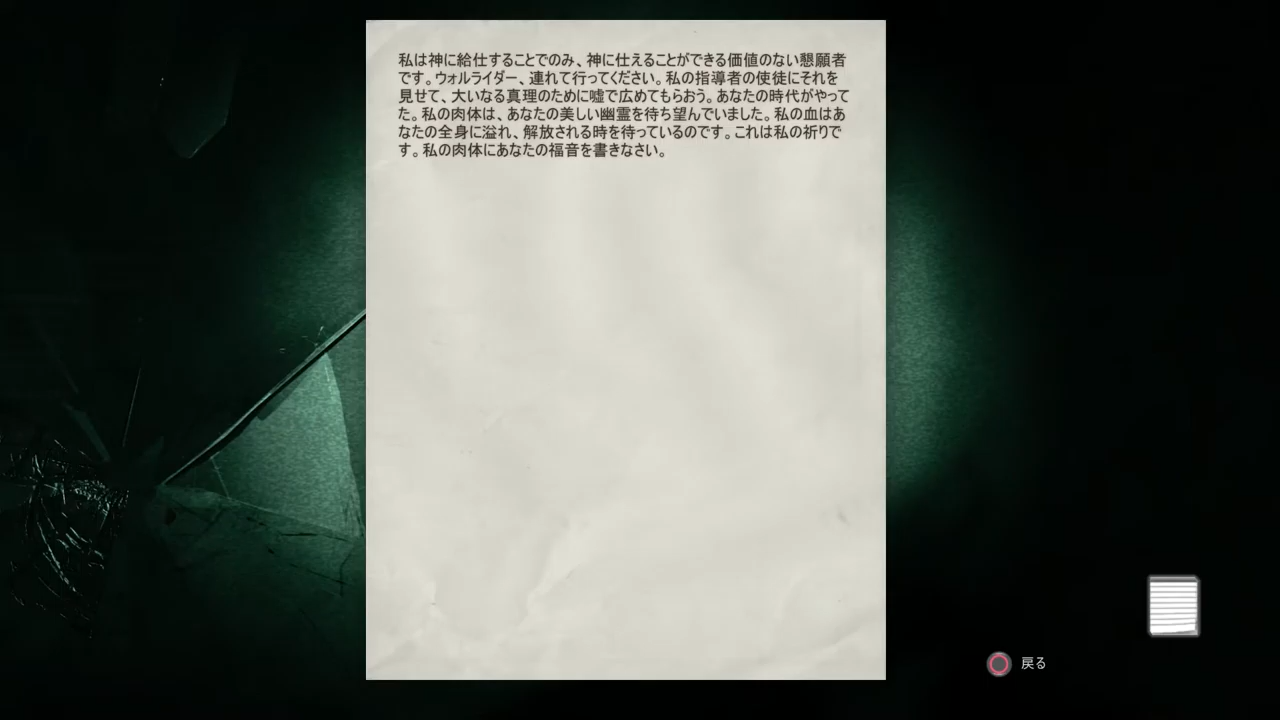 私は神に給仕することでのみ、神に仕えることができる価値のない懇願者
です。ウォルライダー、連れて行ってください。私の指導者の使徒にそれを
見せて、大いなる真理のために嘘で広めてもらおう。あなたの時代がやって
た。私の肉体は、あなたの美しい幽霊を待ち望んでいました。私の血はあ
なたの全身に溢れ、解放される時を待っているのです。これは私の祈りで
す。私の肉体にあなたの福音を書きなさい。
戻る